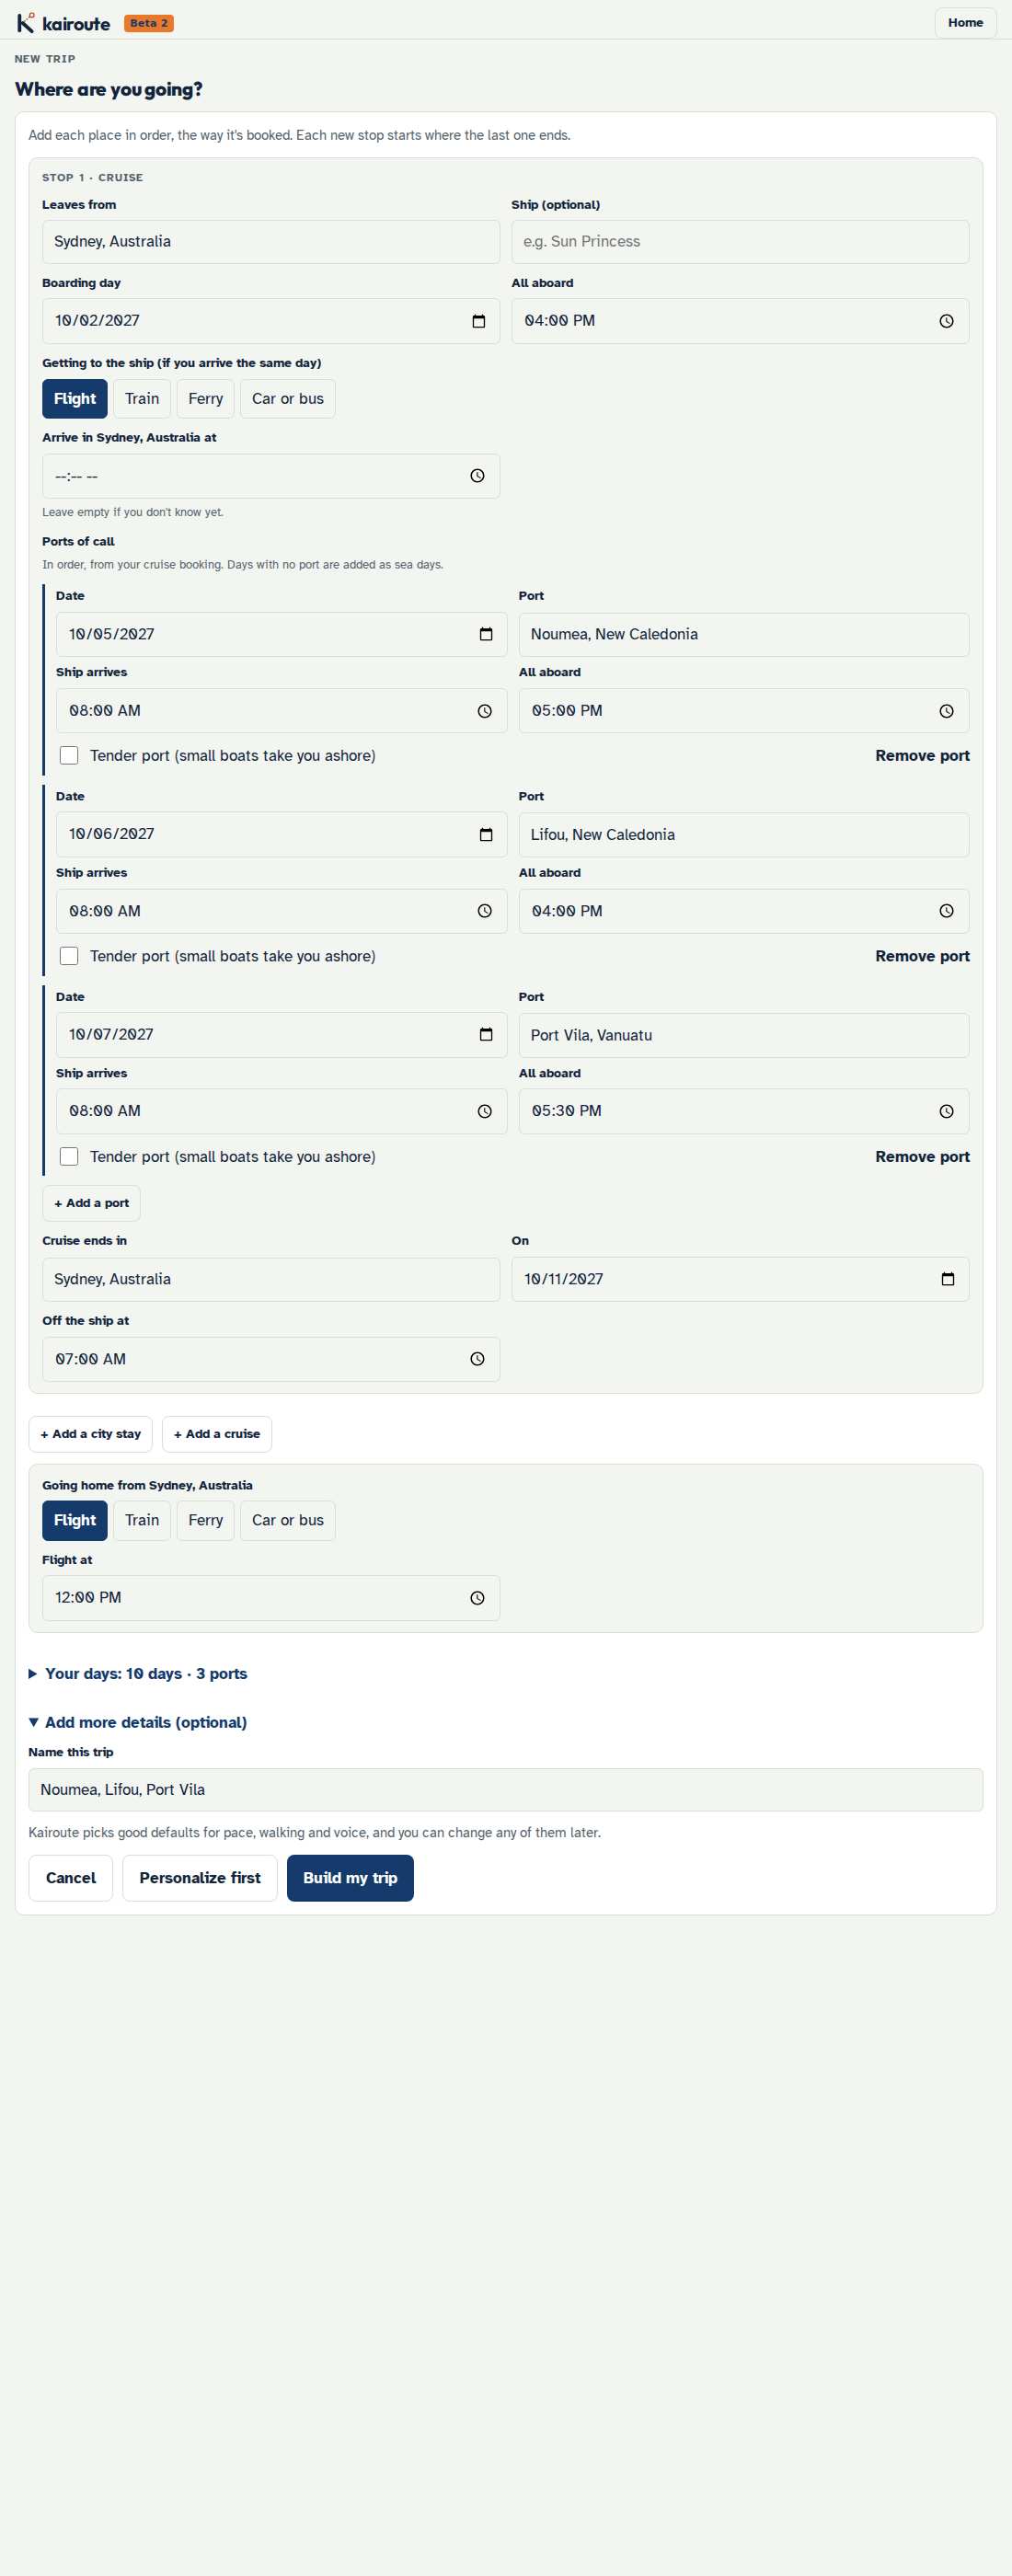 kairoute Beta 2 Home
NEW TRIP
Where are you going?
Add each place in order, the way it's booked. Each new stop starts where the last one ends.
STOP 1 · CRUISE
Leaves from Ship (optional)
Sydney, Australia e.g. Sun Princess
Boarding day All aboard
10/02/2027 04:00 PM
Getting to the ship (if you arrive the same day)
Flight Train Ferry Car or bus
Arrive in Sydney, Australia at
--:-- --
Leave empty if you don't know yet.
Ports of call
In order, from your cruise booking. Days with no port are added as sea days.
Date Port
10/05/2027 Noumea, New Caledonia
Ship arrives All aboard
08:00 AM 05:00 PM
Tender port (small boats take you ashore) Remove port
Date Port
10/06/2027 Lifou, New Caledonia
Ship arrives All aboard
08:00 AM 04:00 PM
Tender port (small boats take you ashore) Remove port
Date Port
10/07/2027 Port Vila, Vanuatu
Ship arrives All aboard
08:00 AM 05:30 PM
Tender port (small boats take you ashore) Remove port
+ Add a port
Cruise ends in On
Sydney, Australia 10/11/2027
Off the ship at
07:00 AM
+ Add a city stay + Add a cruise
Going home from Sydney, Australia
Flight Train Ferry Car or bus
Flight at
12:00 PM
Your days: 10 days · 3 ports
Add more details (optional)
Name this trip
Noumea, Lifou, Port Vila
Kairoute picks good defaults for pace, walking and voice, and you can change any of them later.
Cancel Personalize first Build my trip